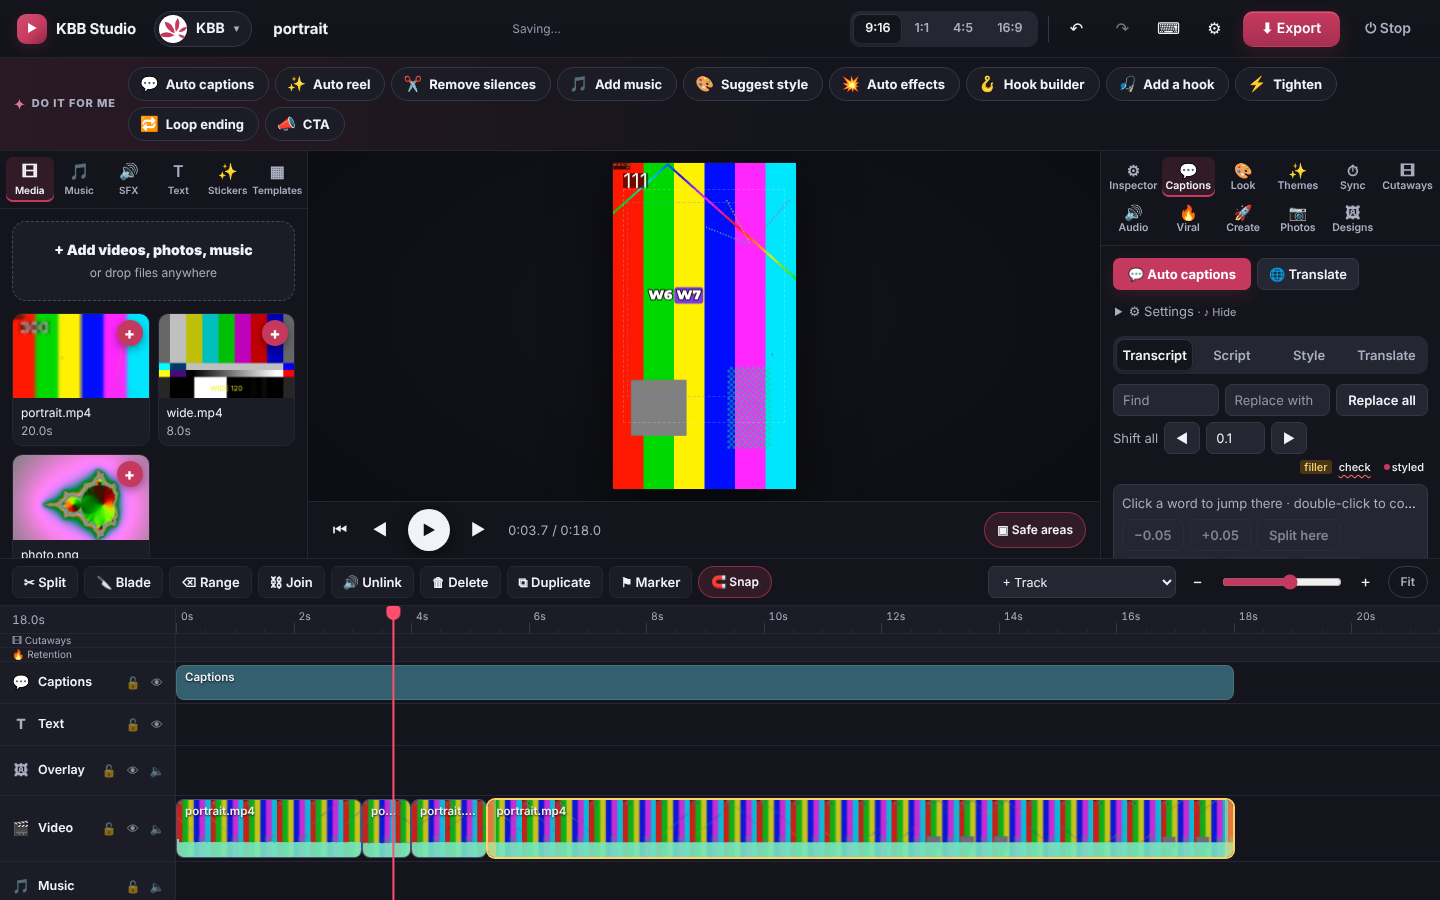 KBB Studio
KBB
portrait
Saving...
9:16 1:1 4:5 16:9
Export
Stop
DO IT FOR ME
Auto captions
Auto reel
Remove silences
Add music
Suggest style
Auto effects
Hook builder
Add a hook
Tighten
Loop ending
CTA
Media
Music
SFX
T
Text
Stickers
Templates
+ Add videos, photos, music
or drop files anywhere
portrait.mp4
20.0s
WIDE 120
wide.mp4
8.0s
photo.png
111
W6 W7
0:03.7 / 0:18.0
Safe areas
Inspector
Captions
Look
Themes
Sync
Cutaways
Audio
Viral
Create
Photos
Designs
Auto captions
Translate
Settings · ♪ Hide
Transcript Script Style Translate
Find
Replace with
Replace all
Shift all
0.1
filler check styled
Click a word to jump there · double-click to co...
−0.05 +0.05 Split here
Split
Blade
Range
Join
Unlink
Delete
Duplicate
Marker
Snap
+ Track
−
+
Fit
18.0s
0s 2s 4s 6s 8s 10s 12s 14s 16s 18s 20s
Cutaways
Retention
Captions
Captions
T Text
Overlay
Video
portrait.mp4
po...
portrait....
portrait.mp4
Music